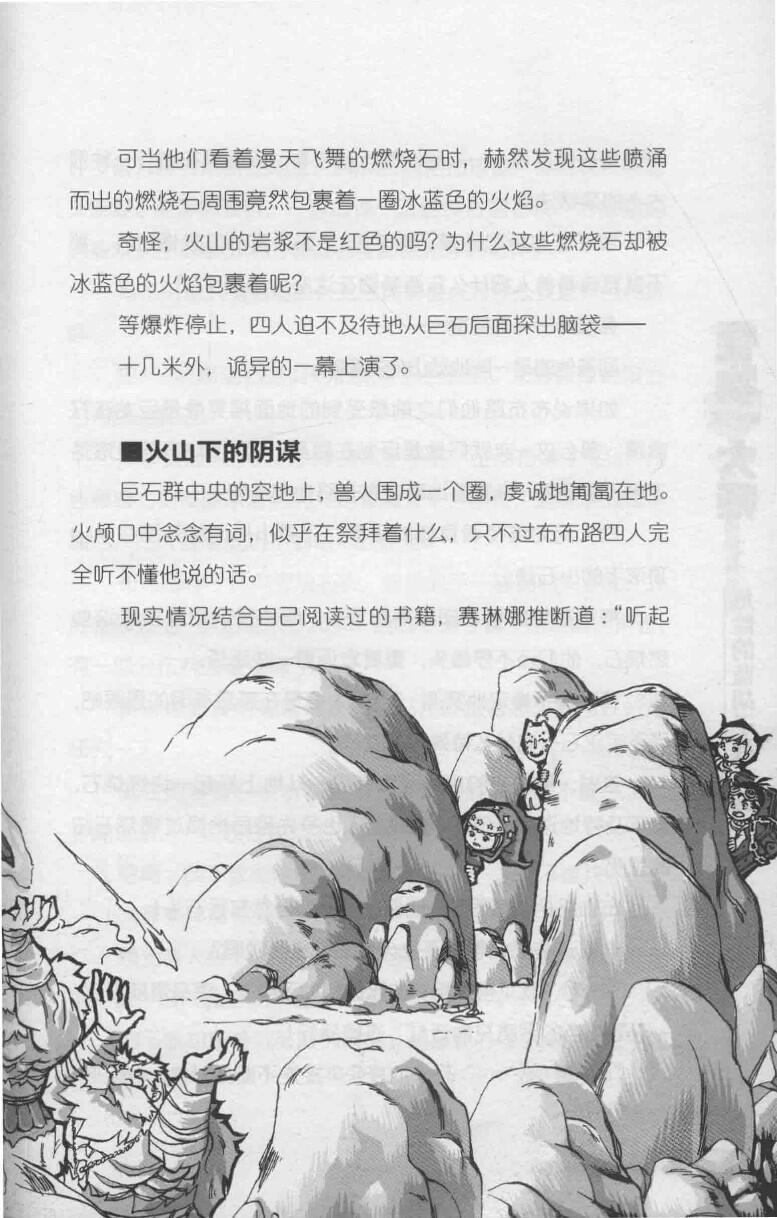 可当他们看着漫天飞舞的燃烧石时，赫然发现这些喷涌
而出的燃烧石周围竟然包裹着一圈冰蓝色的火焰。
奇怪，火山的岩浆不是红色的吗？为什么这些燃烧石却被
冰蓝色的火焰包裹着呢？
等爆炸停止，四人迫不及待地从巨石后面探出脑袋——
十几米外，诡异的一幕上演了。
■火山下的阴谋
巨石群中央的空地上，兽人围成一个圈，虔诚地匍匐在地。
火颅口中念念有词，似乎在祭拜着什么，只不过布布路四人完
全听不懂他说的话。
现实情况结合自己阅读过的书籍，赛琳娜推断道：“听起